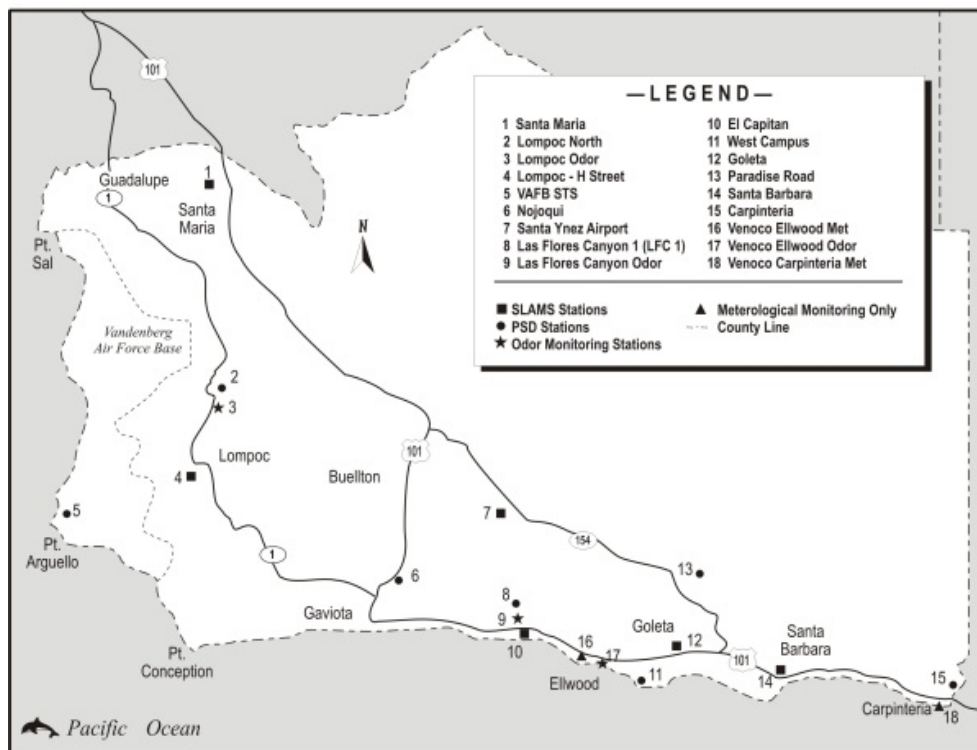 101
—LEGEND—
1 Santa Maria
2 Lompoc North
3 Lompoc Odor
4 Lompoc - H Street
5 VAFB STS
6 Nojoqui
7 Santa Ynez Airport
8 Las Flores Canyon 1 (LFC 1)
9 Las Flores Canyon Odor
10 El Capitan
11 West Campus
12 Goleta
13 Paradise Road
14 Santa Barbara
15 Carpinteria
16 Venoco Ellwood Met
17 Venoco Ellwood Odor
18 Venoco Carpinteria Met
SLAMS Stations
PSD Stations
Odor Monitoring Stations
Meterological Monitoring Only
County Line
1
Guadalupe
1
Santa
Maria
N
Pt.
Sal
Vandenberg
Air Force Base
2
3
Lompoc
101
Buellton
4
5
7
Pt.
Arguello
1
154
13
6
8
Gaviota
9
10
16
Goleta
12
Santa
Barbara
17
101
Pt.
Conception
Ellwood
11
14
15
Carpinteria
18
Pacific Ocean